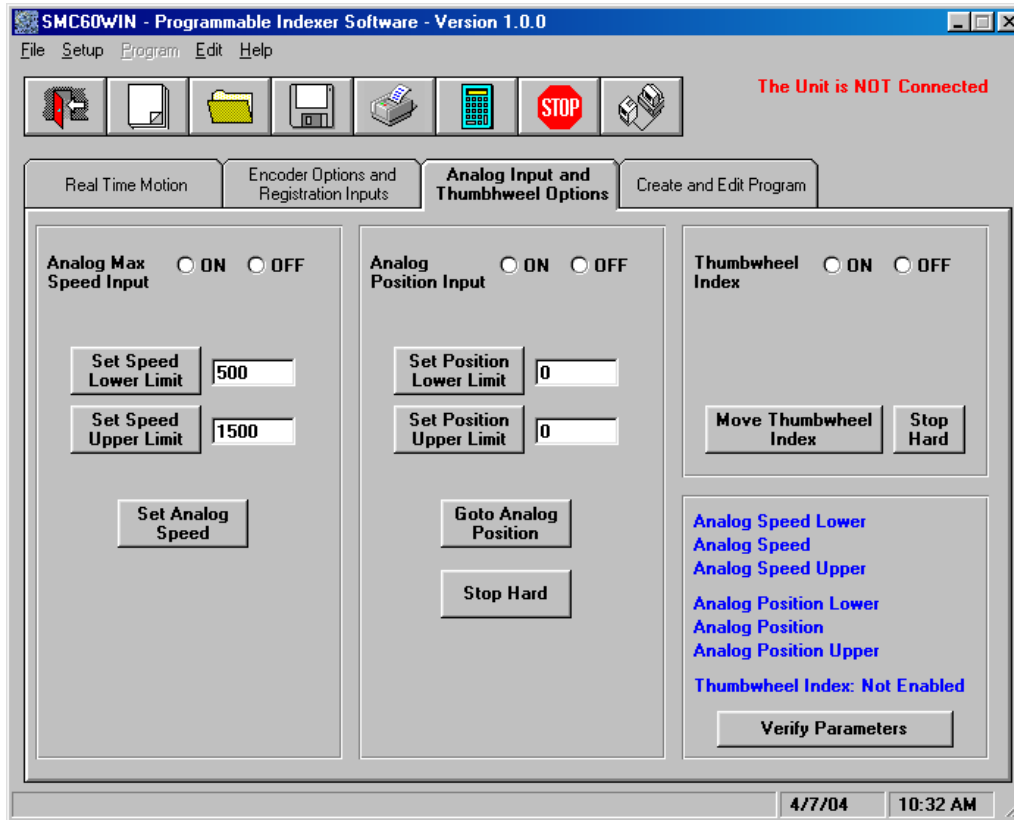 SMC60WIN - Programmable Indexer Software - Version 1.0.0
File Setup Program Edit Help
STOP
The Unit is NOT Connected
Real Time Motion
Encoder Options and
Registration Inputs
Analog Input and
Thumbhweel Options
Create and Edit Program
Analog Max
Speed Input
ON OFF
Set Speed
Lower Limit
500
Set Speed
Upper Limit
1500
Set Analog
Speed
Analog
Position Input
ON OFF
Set Position
Lower Limit
0
Set Position
Upper Limit
0
Goto Analog
Position
Stop Hard
Thumbwheel
Index
ON OFF
Move Thumbwheel
Index
Stop
Hard
Analog Speed Lower
Analog Speed
Analog Speed Upper
Analog Position Lower
Analog Position
Analog Position Upper
Thumbwheel Index: Not Enabled
Verify Parameters
4/7/04
10:32 AM